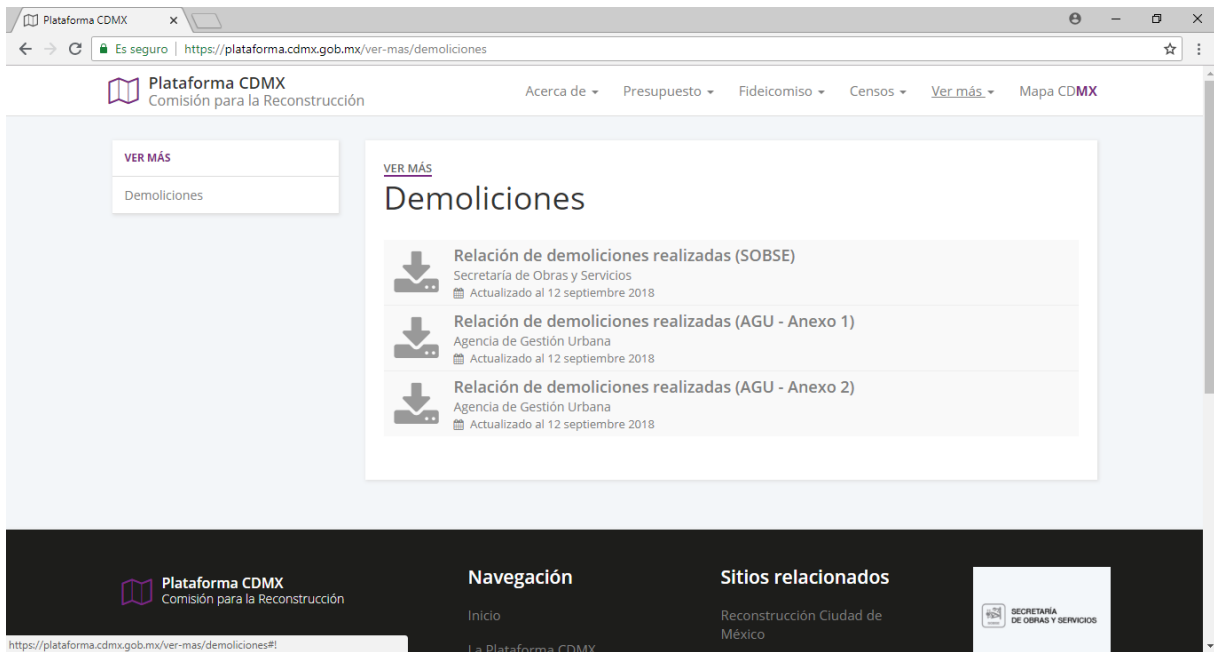 Plataforma CDMX
Es seguro | https://plataforma.cdmx.gob.mx/ver-mas/demoliciones
Plataforma CDMX
Comisión para la Reconstrucción
Acerca de Presupuesto Fideicomiso Censos Ver más Mapa CDMX
VER MÁS
Demoliciones
VER MÁS
Demoliciones
Relación de demoliciones realizadas (SOBSE)
Secretaría de Obras y Servicios
Actualizado al 12 septiembre 2018
Relación de demoliciones realizadas (AGU - Anexo 1)
Agencia de Gestión Urbana
Actualizado al 12 septiembre 2018
Relación de demoliciones realizadas (AGU - Anexo 2)
Agencia de Gestión Urbana
Actualizado al 12 septiembre 2018
Plataforma CDMX
Comisión para la Reconstrucción
Navegación
Inicio
La Plataforma CDMX
Sitios relacionados
Reconstrucción Ciudad de
México
SECRETARÍA
DE OBRAS Y SERVICIOS
https://plataforma.cdmx.gob.mx/ver-mas/demoliciones#!